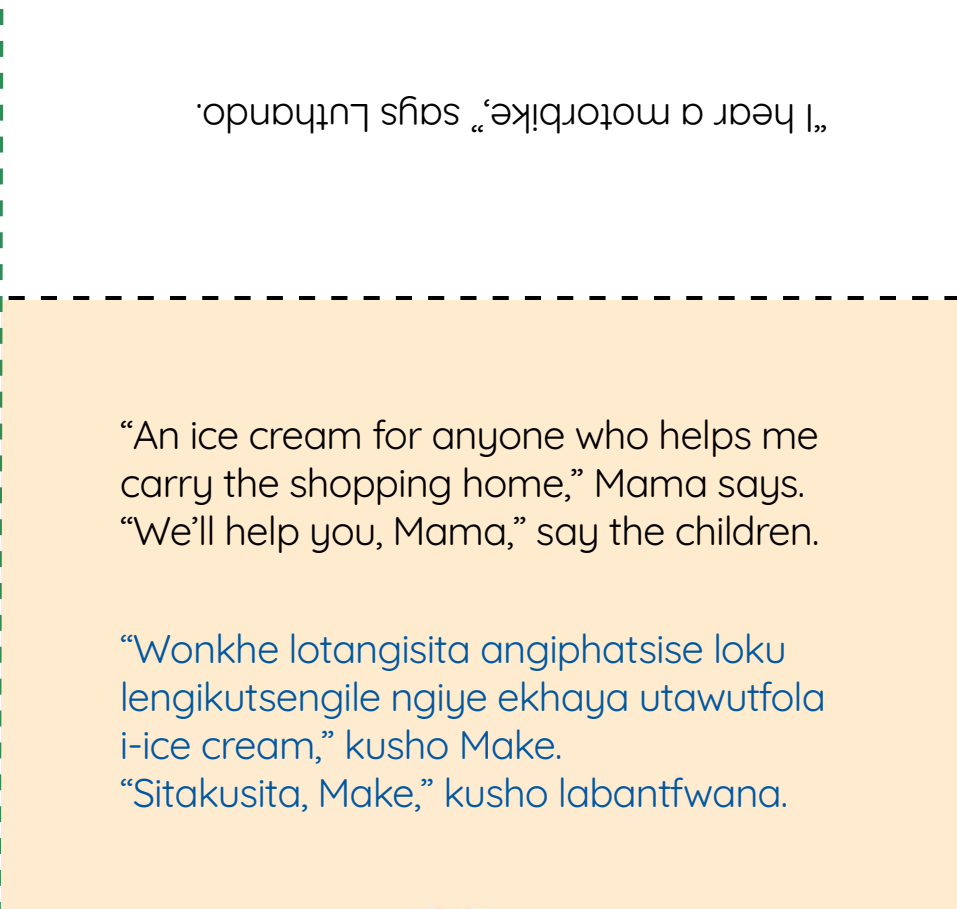 “I hear a motorbike,” says Luthando.
“An ice cream for anyone who helps me
carry the shopping home,” Mama says.
“We’ll help you, Mama,” say the children.
“Wonkhe lotangisita angiphatsise loku
lengikutsengile ngiye ekhaya utawutfola
i-ice cream,” kusho Make.
“Sitakusita, Make,” kusho labantfwana.